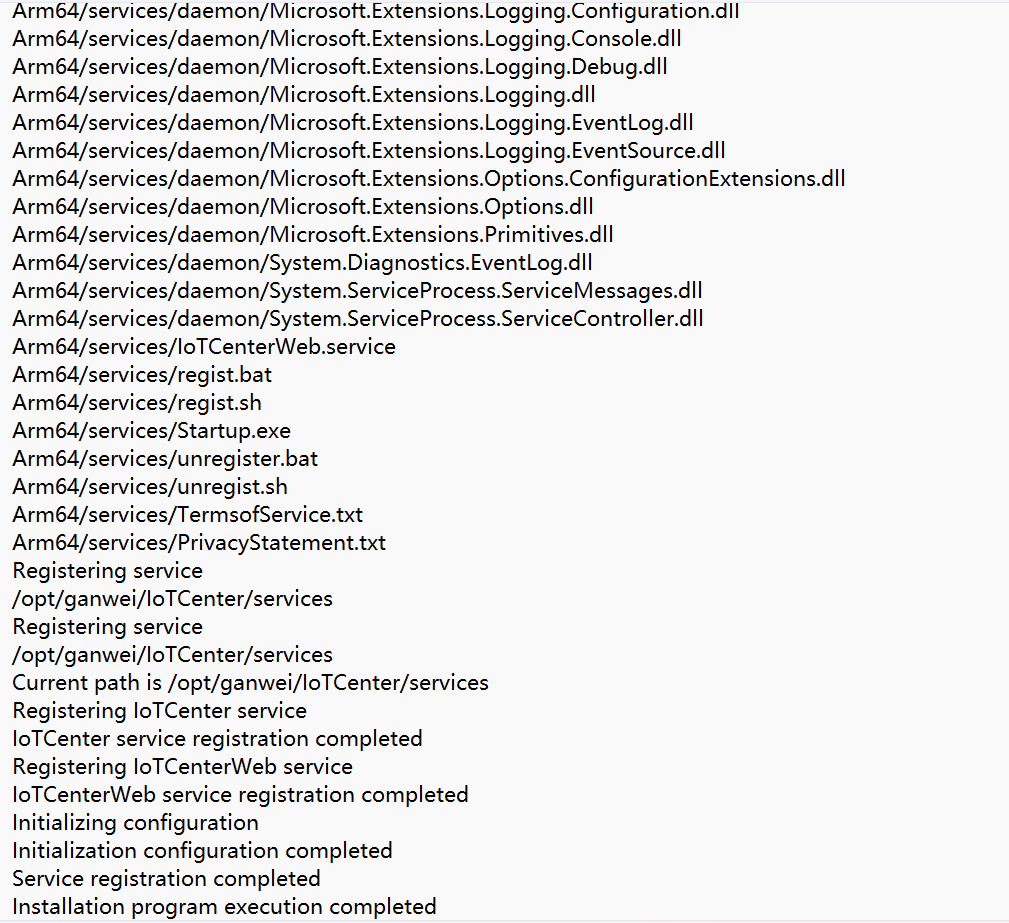 Arm64/services/daemon/Microsoft.Extensions.Logging.Configuration.dll
Arm64/services/daemon/Microsoft.Extensions.Logging.Console.dll
Arm64/services/daemon/Microsoft.Extensions.Logging.Debug.dll
Arm64/services/daemon/Microsoft.Extensions.Logging.dll
Arm64/services/daemon/Microsoft.Extensions.Logging.EventLog.dll
Arm64/services/daemon/Microsoft.Extensions.Logging.EventSource.dll
Arm64/services/daemon/Microsoft.Extensions.Options.ConfigurationExtensions.dll
Arm64/services/daemon/Microsoft.Extensions.Options.dll
Arm64/services/daemon/Microsoft.Extensions.Primitives.dll
Arm64/services/daemon/System.Diagnostics.EventLog.dll
Arm64/services/daemon/System.ServiceProcess.ServiceMessages.dll
Arm64/services/daemon/System.ServiceProcess.ServiceController.dll
Arm64/services/IoTCenterWeb.service
Arm64/services/regist.bat
Arm64/services/regist.sh
Arm64/services/Startup.exe
Arm64/services/unregister.bat
Arm64/services/unregist.sh
Arm64/services/TermsofService.txt
Arm64/services/PrivacyStatement.txt
Registering service
/opt/ganwei/IoTCenter/services
Registering service
/opt/ganwei/IoTCenter/services
Current path is /opt/ganwei/IoTCenter/services
Registering IoTCenter service
IoTCenter service registration completed
Registering IoTCenterWeb service
IoTCenterWeb service registration completed
Initializing configuration
Initialization configuration completed
Service registration completed
Installation program execution completed